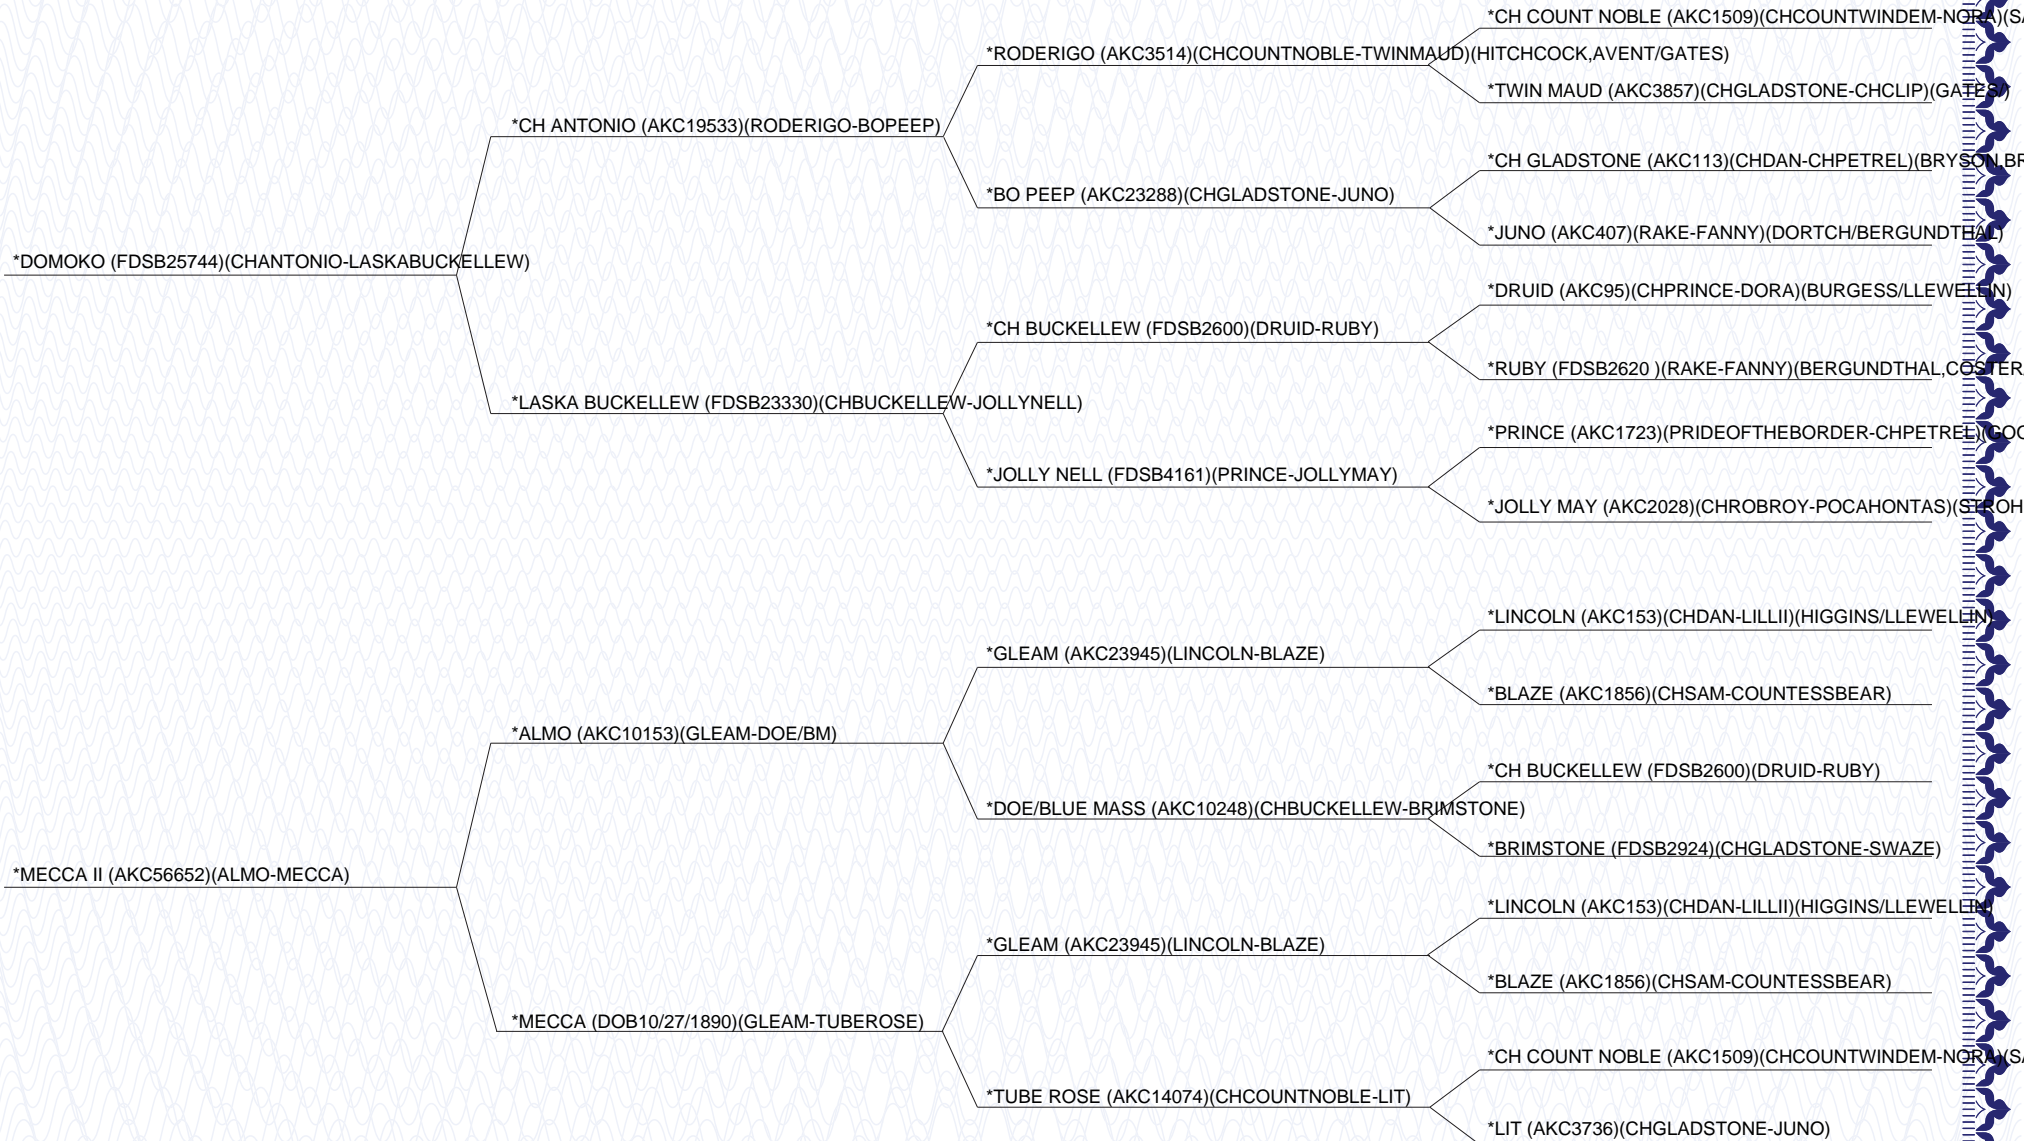 *CH COUNT NOBLE (AKC1509)(CHCOUNTWINDEM-NORA)
*RODERIGO (AKC3514)(CHCOUNTNOBLE-TWINMAUD)(HITCHCOCK,AVENT/GATES)
*TWIN MAUD (AKC3857)(CHGLADSTONE-CHCLIP)(GATES/)
*CH ANTONIO (AKC19533)(RODERIGO-BOPEEP)
*CH GLADSTONE (AKC113)(CHDAN-CHPETREL)(BRYSON,BR
*BO PEEP (AKC23288)(CHGLADSTONE-JUNO)
*JUNO (AKC407)(RAKE-FANNY)(DORTCH/BERGUNDTHAL)
*DOMOKO (FDSB25744)(CHANTONIO-LASKABUCKELLEW)
*DRUID (AKC95)(CHPRINCE-DORA)(BURGESS/LLEWELLIN)
*CH BUCKELLEW (FDSB2600)(DRUID-RUBY)
*RUBY (FDSB2620 )(RAKE-FANNY)(BERGUNDTHAL,COSTER
*LASKA BUCKELLEW (FDSB23330)(CHBUCKELLEW-JOLLYNELL)
*PRINCE (AKC1723)(PRIDEOFTHEBORDER-CHPETREL)
*JOLLY NELL (FDSB4161)(PRINCE-JOLLYMAY)
*JOLLY MAY (AKC2028)(CHROBROY-POCAHONTAS)(STROH
*LINCOLN (AKC153)(CHDAN-LILLII)(HIGGINS/LLEWELLIN)
*GLEAM (AKC23945)(LINCOLN-BLAZE)
*BLAZE (AKC1856)(CHSAM-COUNTESSBEAR)
*ALMO (AKC10153)(GLEAM-DOE/BM)
*CH BUCKELLEW (FDSB2600)(DRUID-RUBY)
*DOE/BLUE MASS (AKC10248)(CHBUCKELLEW-BRIMSTONE)
*BRIMSTONE (FDSB2924)(CHGLADSTONE-SWAZE)
*MECCA II (AKC56652)(ALMO-MECCA)
*LINCOLN (AKC153)(CHDAN-LILLII)(HIGGINS/LLEWELLIN)
*GLEAM (AKC23945)(LINCOLN-BLAZE)
*BLAZE (AKC1856)(CHSAM-COUNTESSBEAR)
*MECCA (DOB10/27/1890)(GLEAM-TUBEROSE)
*CH COUNT NOBLE (AKC1509)(CHCOUNTWINDEM-NORA)
*TUBE ROSE (AKC14074)(CHCOUNTNOBLE-LIT)
*LIT (AKC3736)(CHGLADSTONE-JUNO)